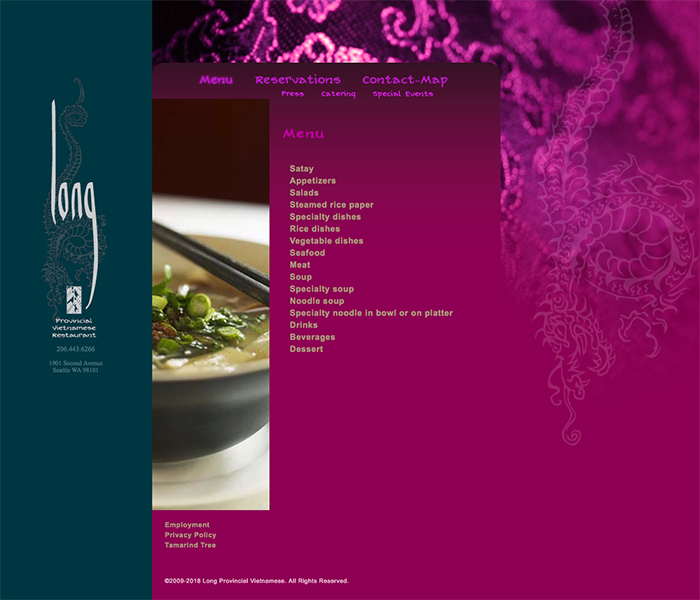 long
Provincial
Vietnamese
Restaurant
206.443.6266
1901 Second Avenue
Seattle WA 98101
Menu Reservations Contact-Map
Press Catering Special Events
Menu
Satay
Appetizers
Salads
Steamed rice paper
Specialty dishes
Rice dishes
Vegetable dishes
Seafood
Meat
Soup
Specialty soup
Noodle soup
Specialty noodle in bowl or on platter
Drinks
Beverages
Dessert
Employment
Privacy Policy
Tamarind Tree
©2009-2018 Long Provincial Vietnamese. All Rights Reserved.